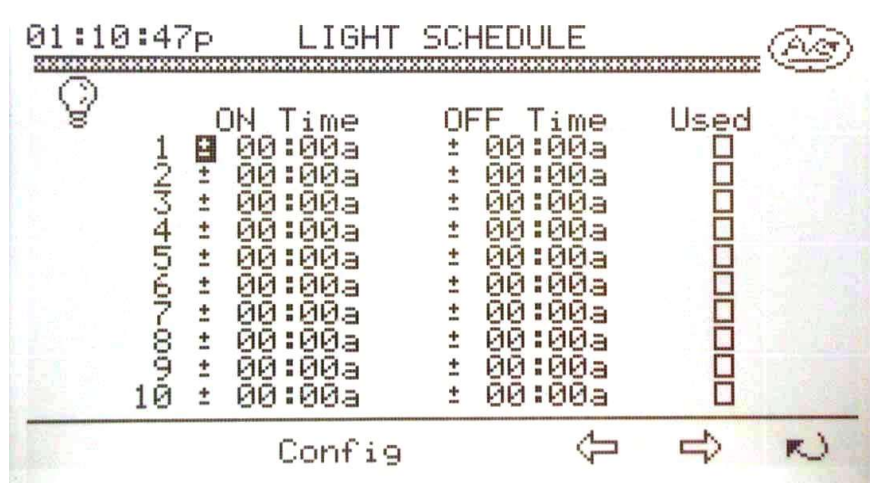 01:10:47p LIGHT SCHEDULE AVS
ON Time OFF Time Used
1 ± 00:00a ± 00:00a
2 ± 00:00a ± 00:00a
3 ± 00:00a ± 00:00a
4 ± 00:00a ± 00:00a
5 ± 00:00a ± 00:00a
6 ± 00:00a ± 00:00a
7 ± 00:00a ± 00:00a
8 ± 00:00a ± 00:00a
9 ± 00:00a ± 00:00a
10 ± 00:00a ± 00:00a
Config